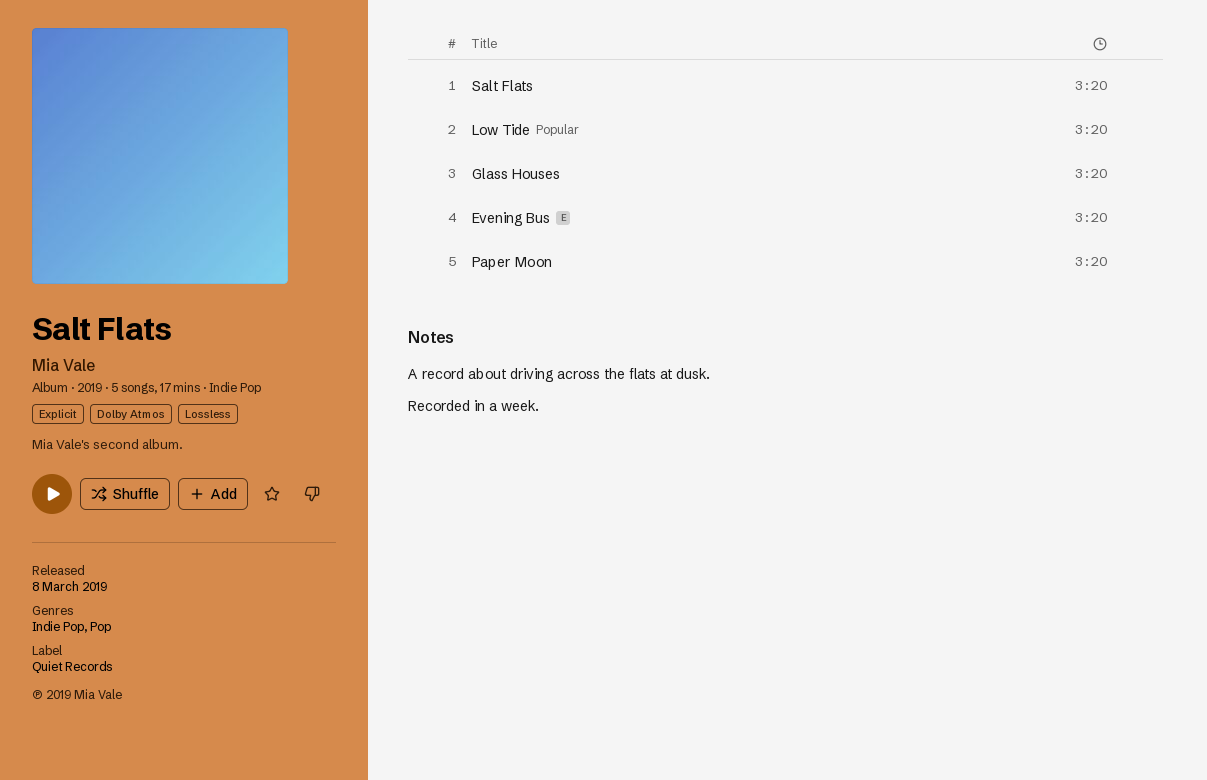 Salt Flats
Mia Vale
Album · 2019 · 5 songs, 17 mins · Indie Pop
Explicit Dolby Atmos Lossless
Mia Vale's second album.
Shuffle Add
Released
8 March 2019
Genres
Indie Pop, Pop
Label
Quiet Records
℗ 2019 Mia Vale
# Title
1 Salt Flats 3:20
2 Low Tide Popular 3:20
3 Glass Houses 3:20
4 Evening Bus E 3:20
5 Paper Moon 3:20
Notes
A record about driving across the flats at dusk.
Recorded in a week.